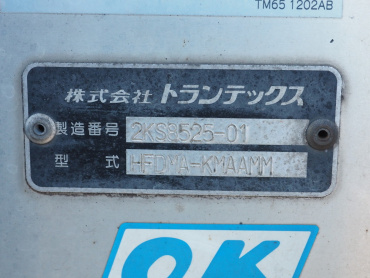 TM65 1202AB
株式会社 トランテックス
製造番号 2KS8525-01
型式 HFDWA-KMAAMM
OK